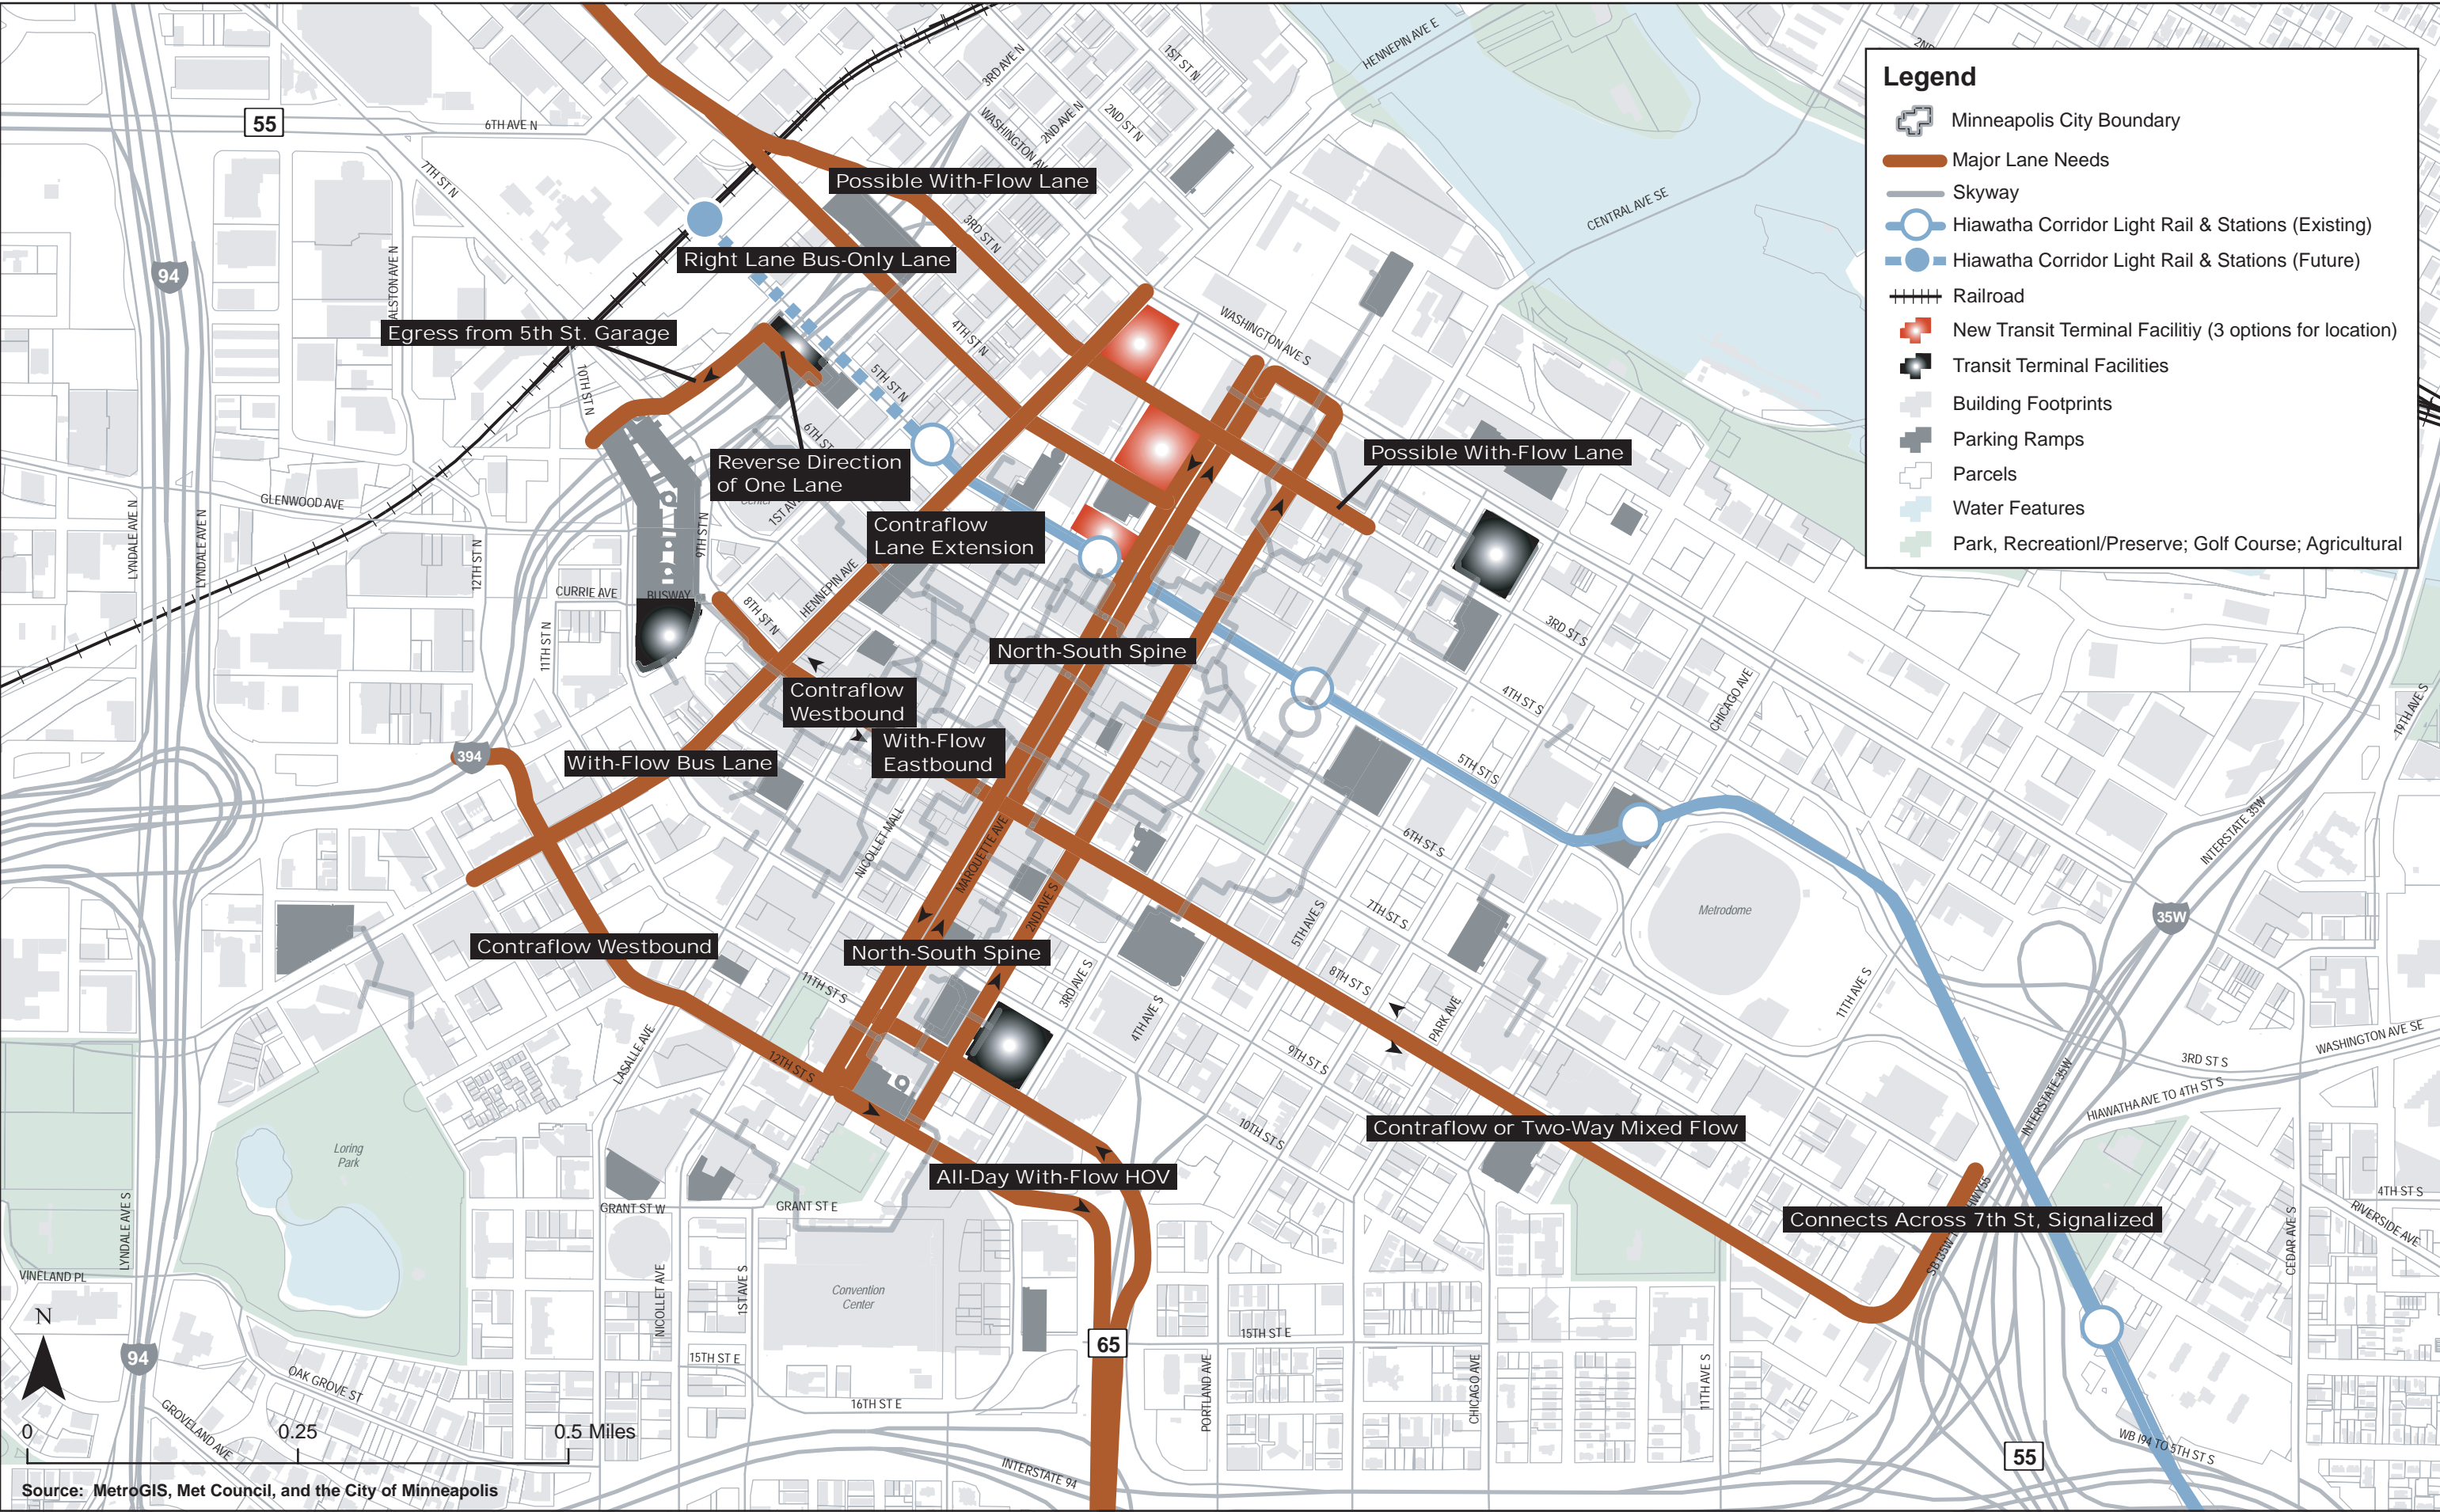 Legend
Minneapolis City Boundary
Major Lane Needs
Skyway
Hiawatha Corridor Light Rail & Stations (Existing)
Hiawatha Corridor Light Rail & Stations (Future)
Railroad
New Transit Terminal Facilitiy (3 options for location)
Transit Terminal Facilities
Building Footprints
Parking Ramps
Parcels
Water Features
Park, Recreationl/Preserve; Golf Course; Agricultural
55
6TH AVE N
7TH ST N
3RD AVE N
1ST ST N
HENNEPIN AVE E
WASHINGTON AV
2ND AVE N
2ND ST N
Possible With-Flow Lane
CENTRAL AVE SE
3RD ST N
Right Lane Bus-Only Lane
94
ALSTON AVE N
Egress from 5th St. Garage
4TH ST N
WASHINGTON AVE S
5TH ST N
10TH ST N
6TH ST
Reverse Direction
of One Lane
Center
1ST AV
Possible With-Flow Lane
GLENWOOD AVE
LYNDALE AVE N
LYNDALE AVE N
12TH ST N
9TH ST N
Contraflow
Lane Extension
HENNEPIN AVE
CURRIE AVE
BUSWAY
8TH ST N
11TH ST N
North-South Spine
3RD ST S
4TH ST S
CHICAGO AVE
19TH AVE S
Contraflow
Westbound
With-Flow
Eastbound
394
With-Flow Bus Lane
5TH ST S
NICOLLET MALL
MARQUETTE AVE
6TH ST S
INTERSTATE 35W
2ND AVE S
7TH ST S
5TH AVE S
Metrodome
35W
Contraflow Westbound
North-South Spine
11TH ST S
3RD AVE S
8TH ST S
4TH AVE S
PARK AVE
11TH AVE S
9TH ST S
12TH ST S
LASALLE AVE
WASHINGTON AVE SE
3RD ST S
HIAWATHA AVE TO 4TH ST S
INTERSTATE 35W
10TH ST S
Contraflow or Two-Way Mixed Flow
Loring
Park
All-Day With-Flow HOV
GRANT ST W
GRANT ST E
4TH ST S
RIVERSIDE AVE
Connects Across 7th St, Signalized
LYNDALE AVE S
CEDAR AVE S
VINELAND PL
NICOLLET AVE
1ST AVE S
Convention
Center
N
94
65
15TH ST E
15TH ST E
PORTLAND AVE
CHICAGO AVE
11TH AVE S
OAK GROVE ST
GROVELAND AVE
16TH ST E
0
0.25
0.5 Miles
INTERSTATE 94
55
WB I94 TO 5TH ST S
Source: MetroGIS, Met Council, and the City of Minneapolis